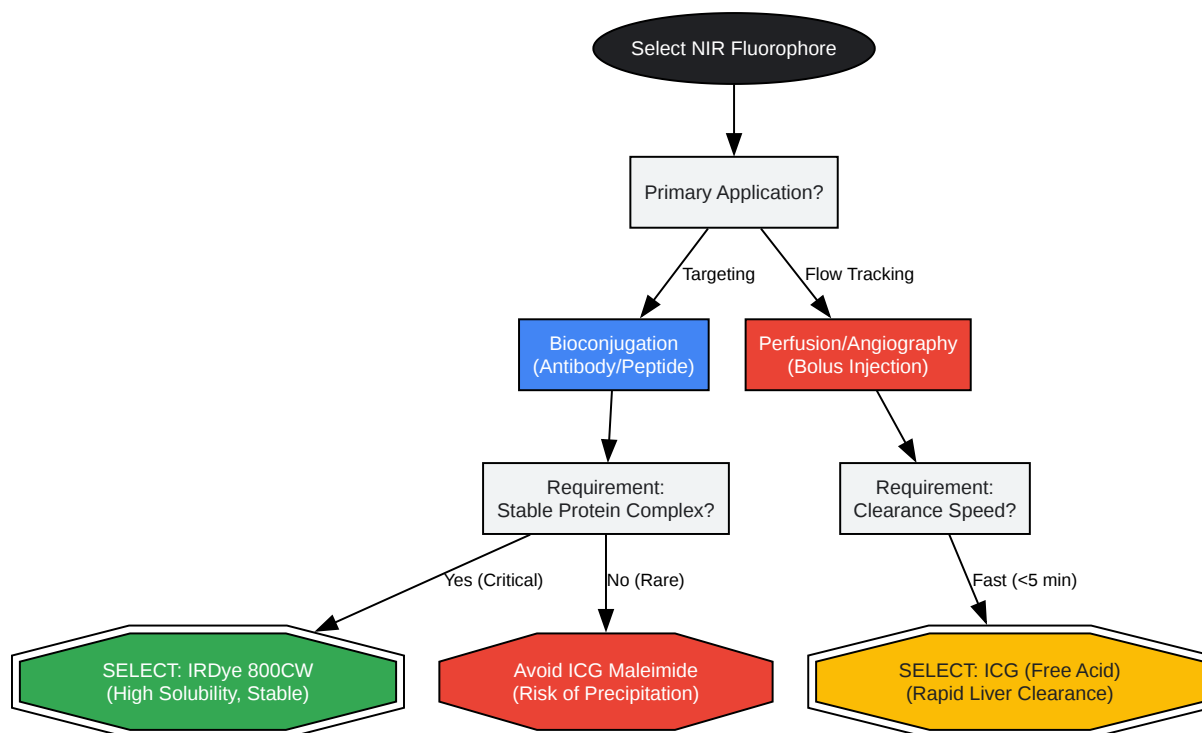 Select NIR Fluorophore
Primary Application?
Targeting
Flow Tracking
Bioconjugation
(Antibody/Peptide)
Perfusion/Angiography
(Bolus Injection)
Requirement:
Stable Protein Complex?
Requirement:
Clearance Speed?
Yes (Critical)
No (Rare)
Fast (<5 min)
SELECT: IRDye 800CW
(High Solubility, Stable)
Avoid ICG Maleimide
(Risk of Precipitation)
SELECT: ICG (Free Acid)
(Rapid Liver Clearance)